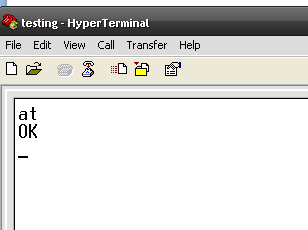 testing - HyperTerminal
File Edit View Call Transfer Help
at
OK